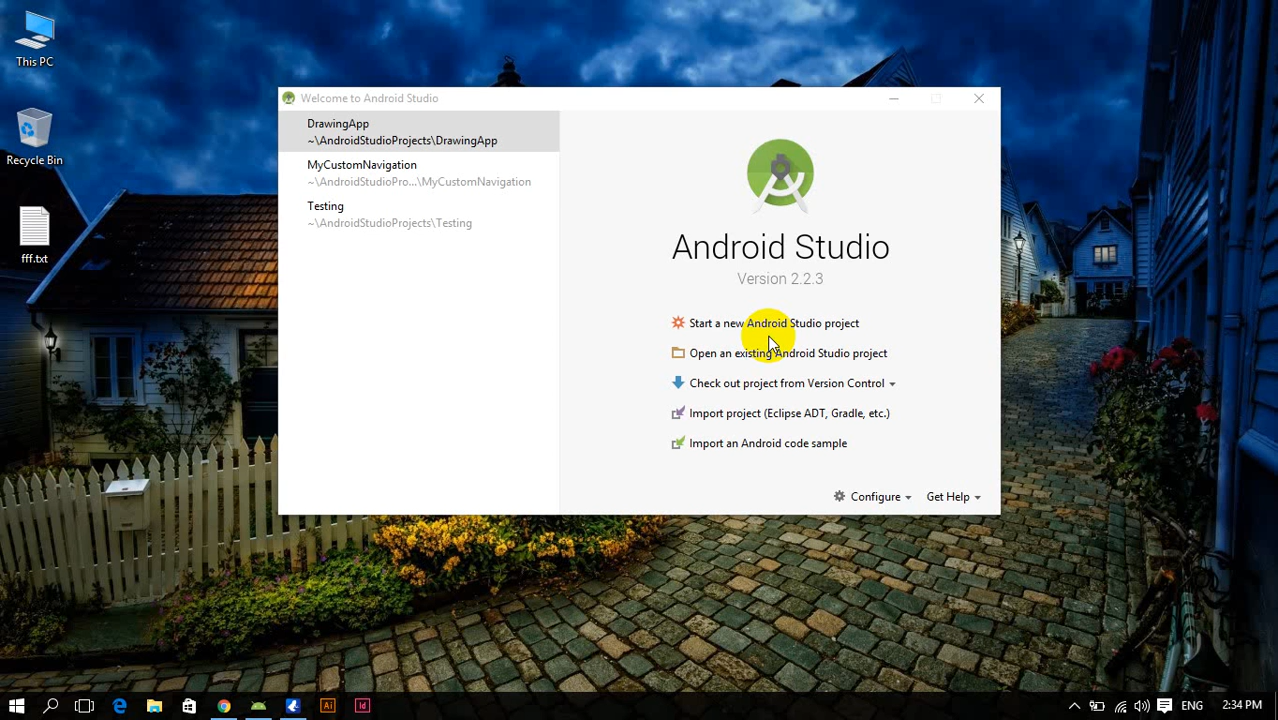 This PC
Recycle Bin
fff.txt
Welcome to Android Studio
DrawingApp
~\AndroidStudioProjects\DrawingApp
MyCustomNavigation
~\AndroidStudioPro...\MyCustomNavigation
Testing
~\AndroidStudioProjects\Testing
Android Studio
Version 2.2.3
Start a new Android Studio project
Open an existing Android Studio project
Check out project from Version Control
Import project (Eclipse ADT, Gradle, etc.)
Import an Android code sample
Configure
Get Help
Ai
Id
ENG
2:34 PM